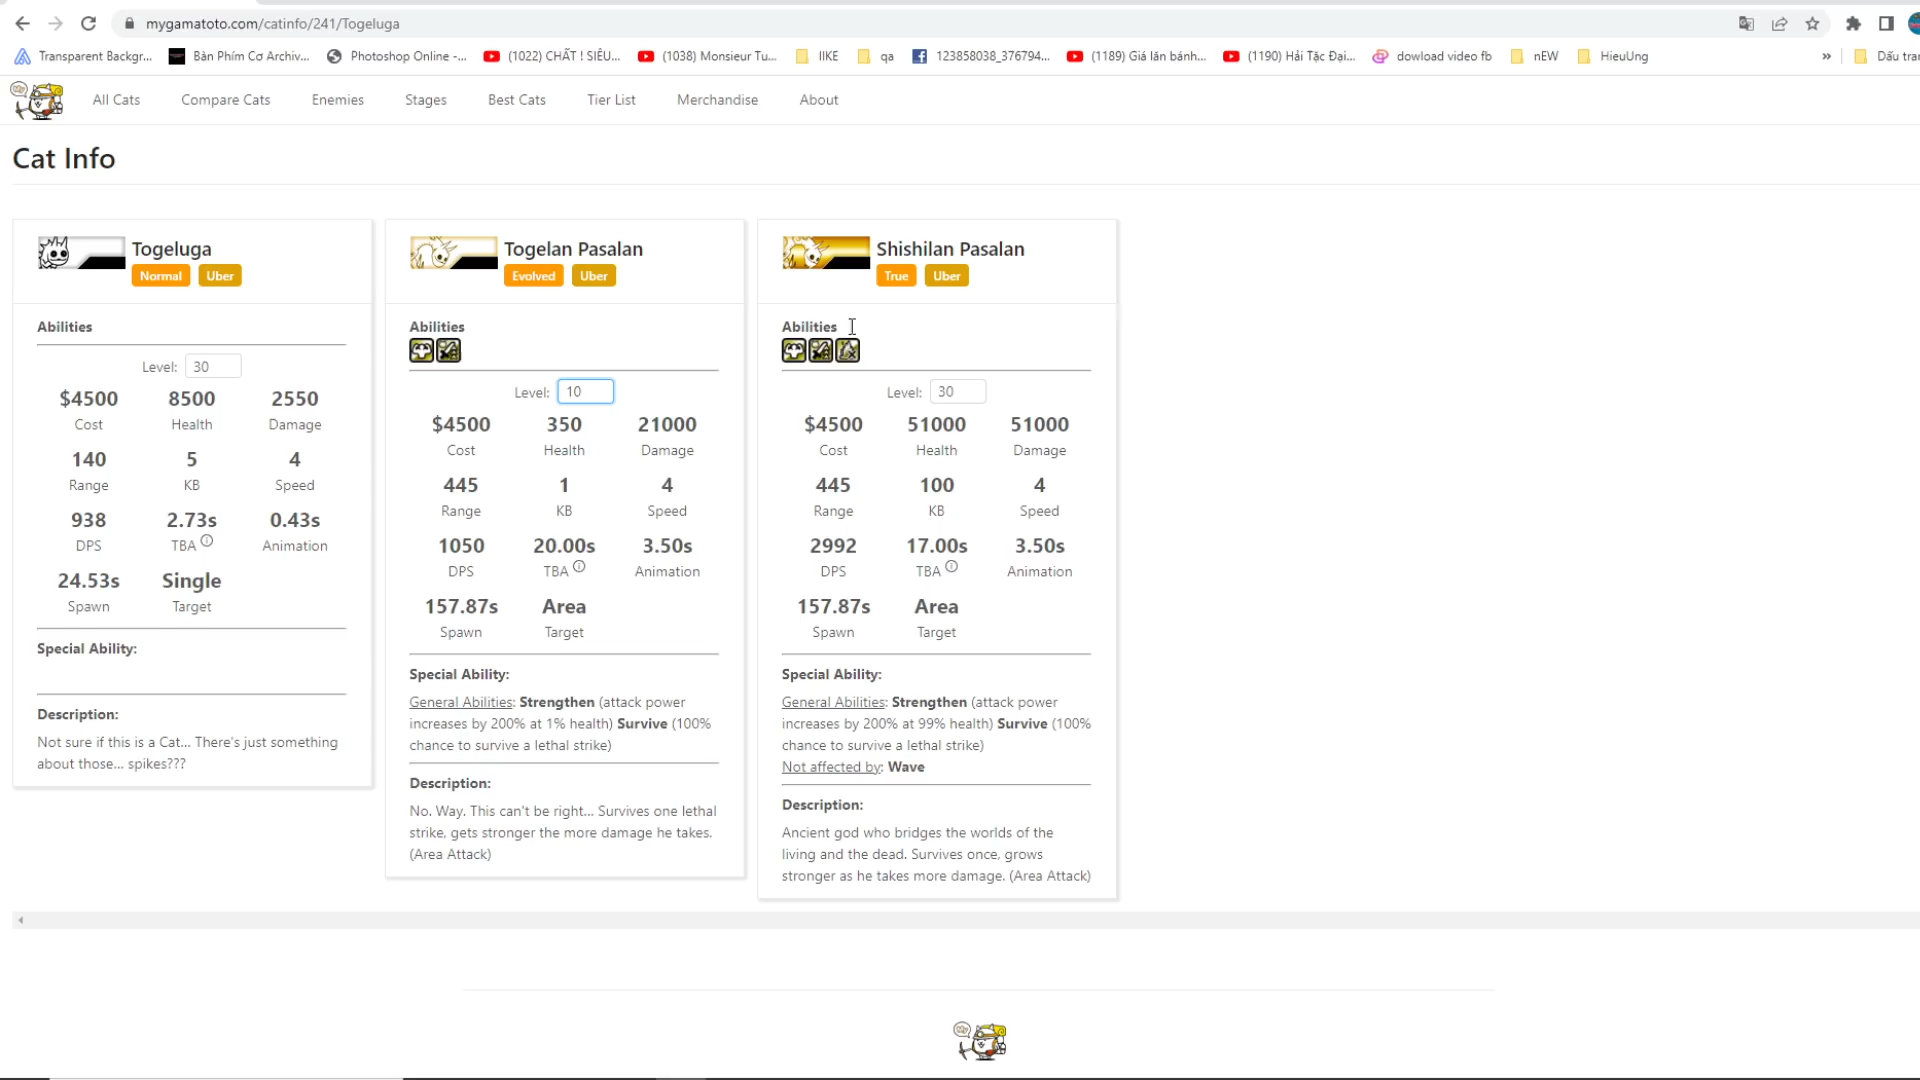 mygamatoto.com/catinfo/241/Togeluga
Transparent Backgr... Bàn Phím Cơ Archiv... Photoshop Online -... (1022) CHẤT ! SIÊU... (1038) Monsieur Tu... lIKE qa 123858038_376794... (1189) Giá lăn bánh... (1190) Hải Tặc Đại... dowload video fb nEW HieuUng » Dấu tran
All Cats Compare Cats Enemies Stages Best Cats Tier List Merchandise About
Cat Info
Togeluga
Normal Uber
Abilities
Level: 30
$4500 8500 2550
Cost Health Damage
140 5 4
Range KB Speed
938 2.73s 0.43s
DPS TBA Animation
24.53s Single
Spawn Target
Special Ability:
Description:
Not sure if this is a Cat... There's just something
about those... spikes???
Togelan Pasalan
Evolved Uber
Abilities
Level: 10
$4500 350 21000
Cost Health Damage
445 1 4
Range KB Speed
1050 20.00s 3.50s
DPS TBA Animation
157.87s Area
Spawn Target
Special Ability:
General Abilities: Strengthen (attack power
increases by 200% at 1% health) Survive (100%
chance to survive a lethal strike)
Description:
No. Way. This can't be right... Survives one lethal
strike, gets stronger the more damage he takes.
(Area Attack)
Shishilan Pasalan
True Uber
Abilities
Level: 30
$4500 51000 51000
Cost Health Damage
445 100 4
Range KB Speed
2992 17.00s 3.50s
DPS TBA Animation
157.87s Area
Spawn Target
Special Ability:
General Abilities: Strengthen (attack power
increases by 200% at 99% health) Survive (100%
chance to survive a lethal strike)
Not affected by: Wave
Description:
Ancient god who bridges the worlds of the
living and the dead. Survives once, grows
stronger as he takes more damage. (Area Attack)
My